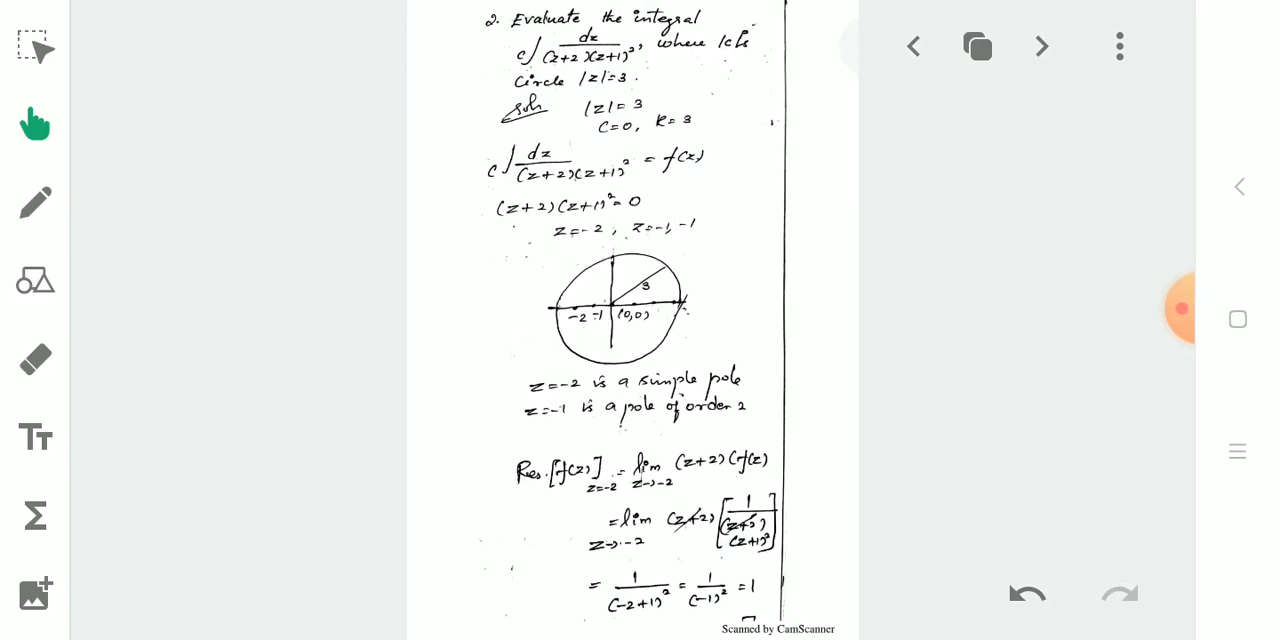 2. Evaluate the integral
c∫ dz/((z+2)(z+1)²), where
circle |z|=3.
Soln |z|=3
C=0, R=3
c∫ dz/((z+2)(z+1)²) = f(z)
(z+2)(z+1)²=0
z=-2, z=-1,-1
3
-2 -1 (0,0)
z=-2 is a simple pole
z=-1 is a pole of order 2
Res.[f(z)] z=-2 = lim z→-2 (z+2)(f(z)
= lim z→-2 (z+2) [1/((z+2)(z+1)²)]
= 1/(-2+1)² = 1/(-1)² = 1
Scanned by CamScanner
Tт
Σ